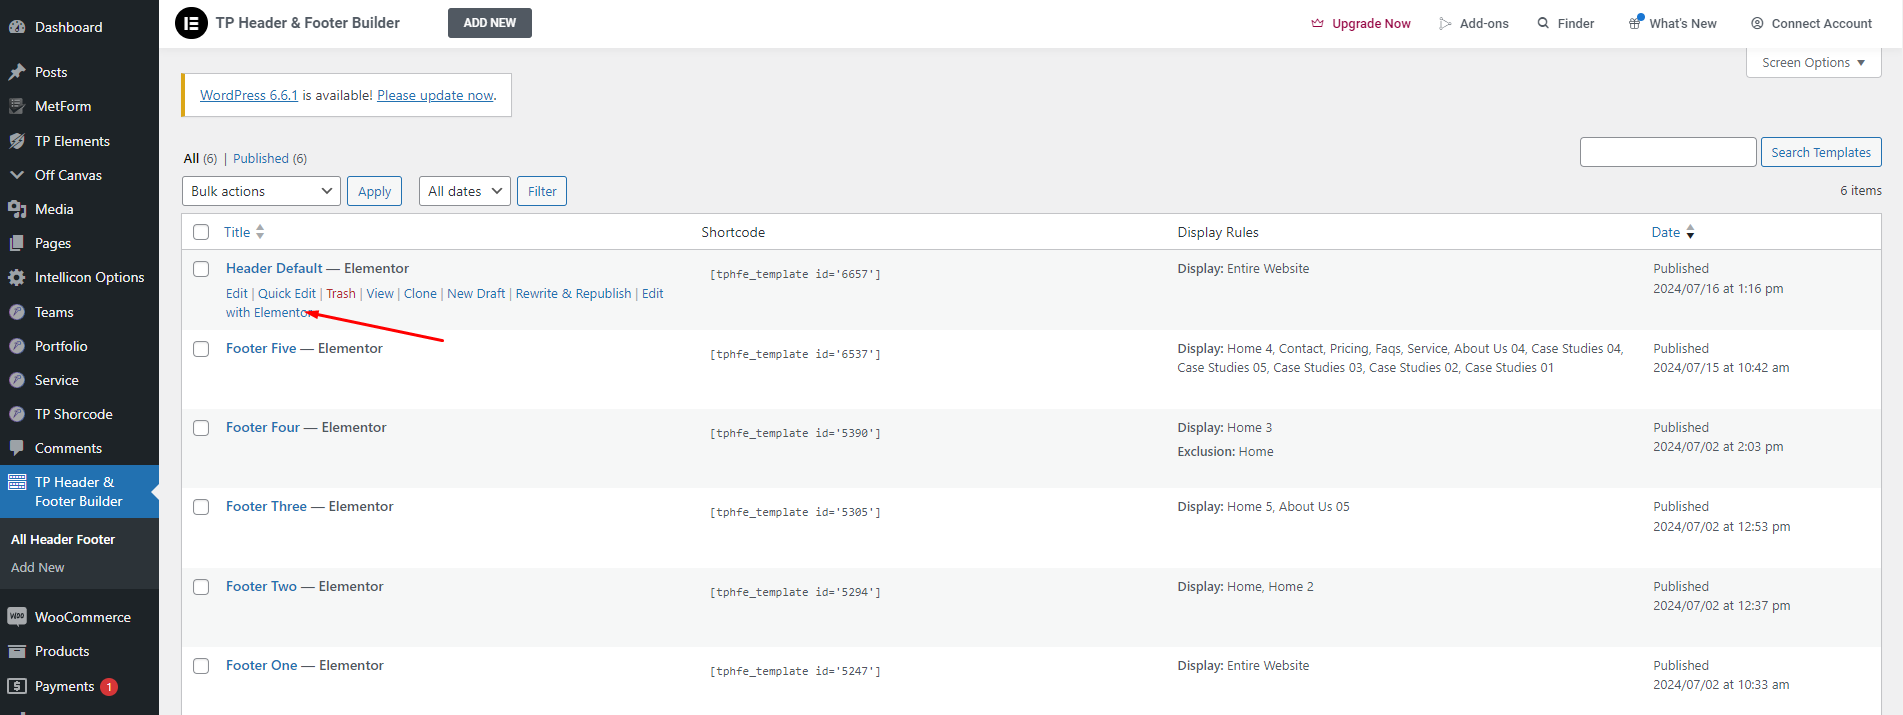 Dashboard
Posts
MetForm
TP Elements
Off Canvas
Media
Pages
Intellicon Options
Teams
Portfolio
Service
TP Shorcode
Comments
TP Header &
Footer Builder
All Header Footer
Add New
WooCommerce
Products
Payments 1
TP Header & Footer Builder ADD NEW Upgrade Now Add-ons Finder What's New Connect Account
Screen Options
WordPress 6.6.1 is available! Please update now.
All (6) | Published (6)
Search Templates
Bulk actions Apply All dates Filter 6 items
Title Shortcode Display Rules Date
Header Default — Elementor [tphfe_template id='6657'] Display: Entire Website Published
Edit | Quick Edit | Trash | View | Clone | New Draft | Rewrite & Republish | Edit 2024/07/16 at 1:16 pm
with Elementor
Footer Five — Elementor [tphfe_template id='6537'] Display: Home 4, Contact, Pricing, Faqs, Service, About Us 04, Case Studies 04, Published
Case Studies 05, Case Studies 03, Case Studies 02, Case Studies 01 2024/07/15 at 10:42 am
Footer Four — Elementor [tphfe_template id='5390'] Display: Home 3 Published
Exclusion: Home 2024/07/02 at 2:03 pm
Footer Three — Elementor [tphfe_template id='5305'] Display: Home 5, About Us 05 Published
2024/07/02 at 12:53 pm
Footer Two — Elementor [tphfe_template id='5294'] Display: Home, Home 2 Published
2024/07/02 at 12:37 pm
Footer One — Elementor [tphfe_template id='5247'] Display: Entire Website Published
2024/07/02 at 10:33 am